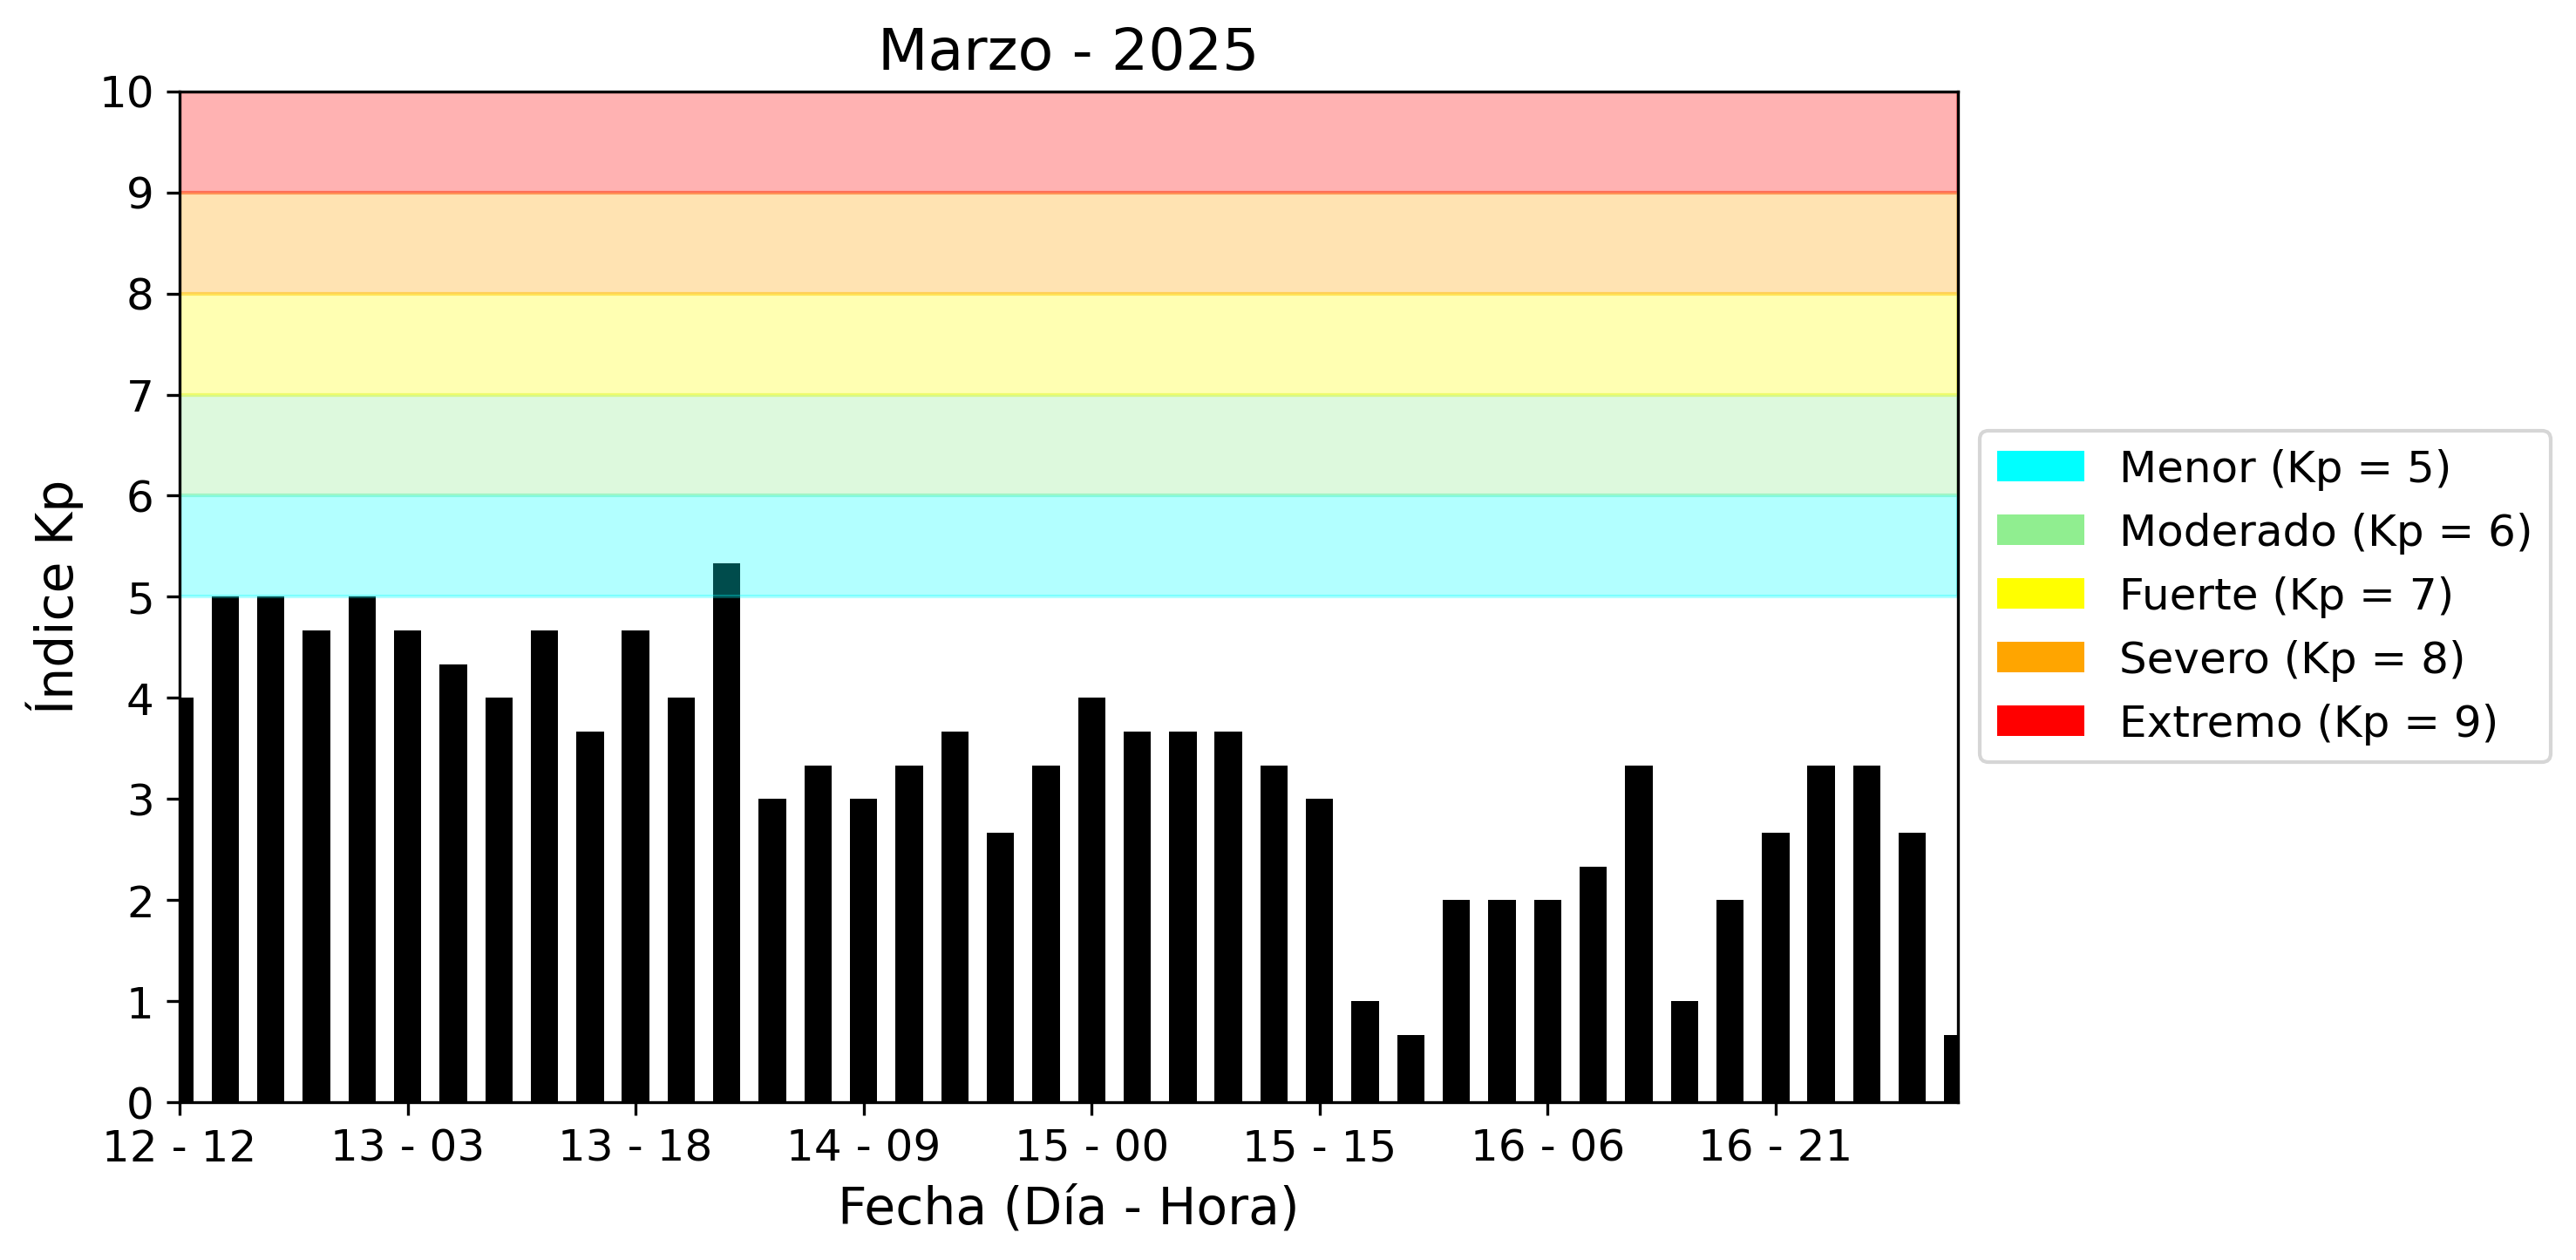 Marzo - 2025
10
9
8
7
6
5
4
3
2
1
0
Índice Kp
12 - 12
13 - 03
13 - 18
14 - 09
15 - 00
15 - 15
16 - 06
16 - 21
Fecha (Día - Hora)
Menor (Kp = 5)
Moderado (Kp = 6)
Fuerte (Kp = 7)
Severo (Kp = 8)
Extremo (Kp = 9)